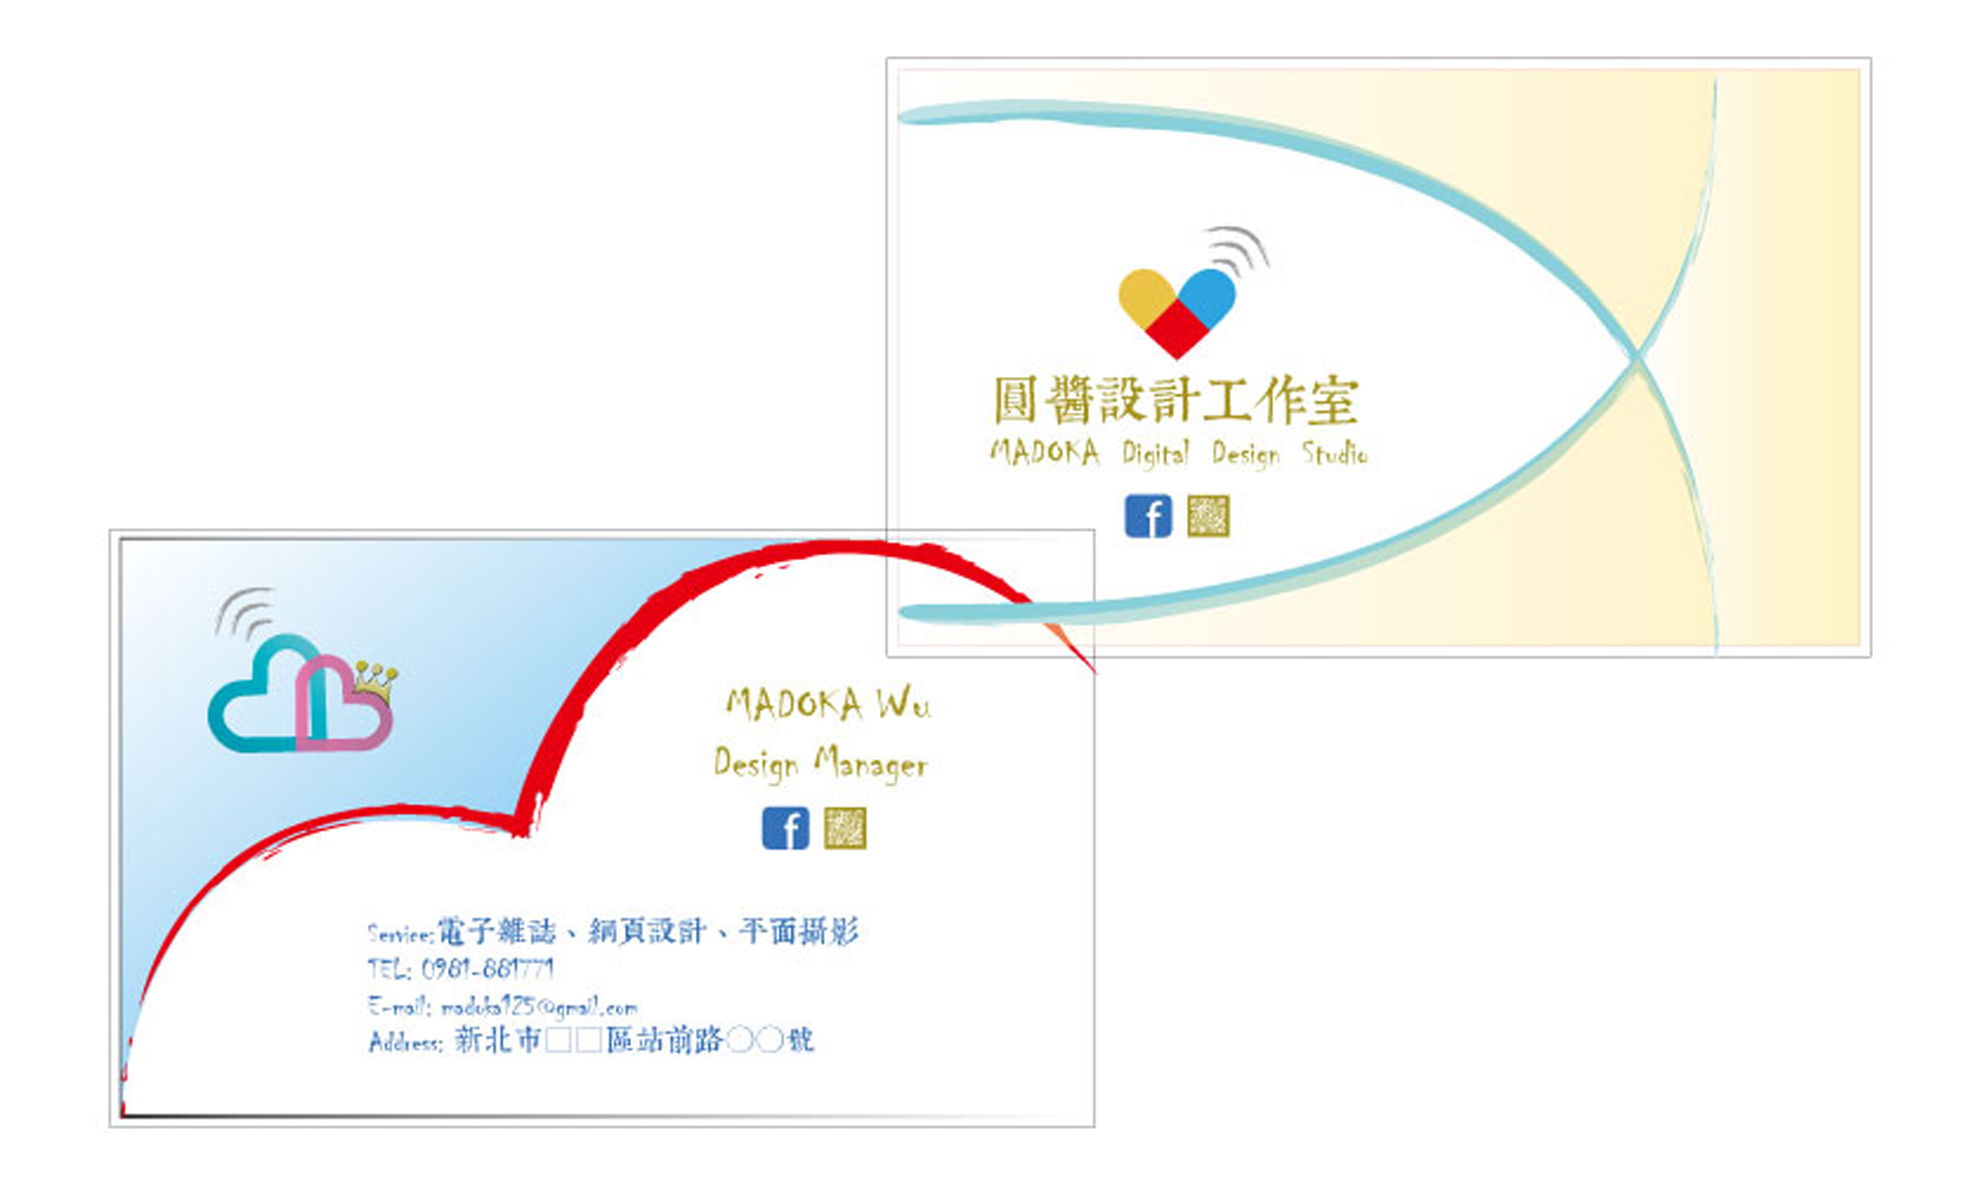 圓醬設計工作室
MADOKA Digital Design Studio
f
MADOKA Wu
Design Manager
f
Service:電子雜誌、網頁設計、平面攝影
TEL: 0981-881771
E-mail: madoka125@gmail.com
Address: 新北市□□區站前路○○號